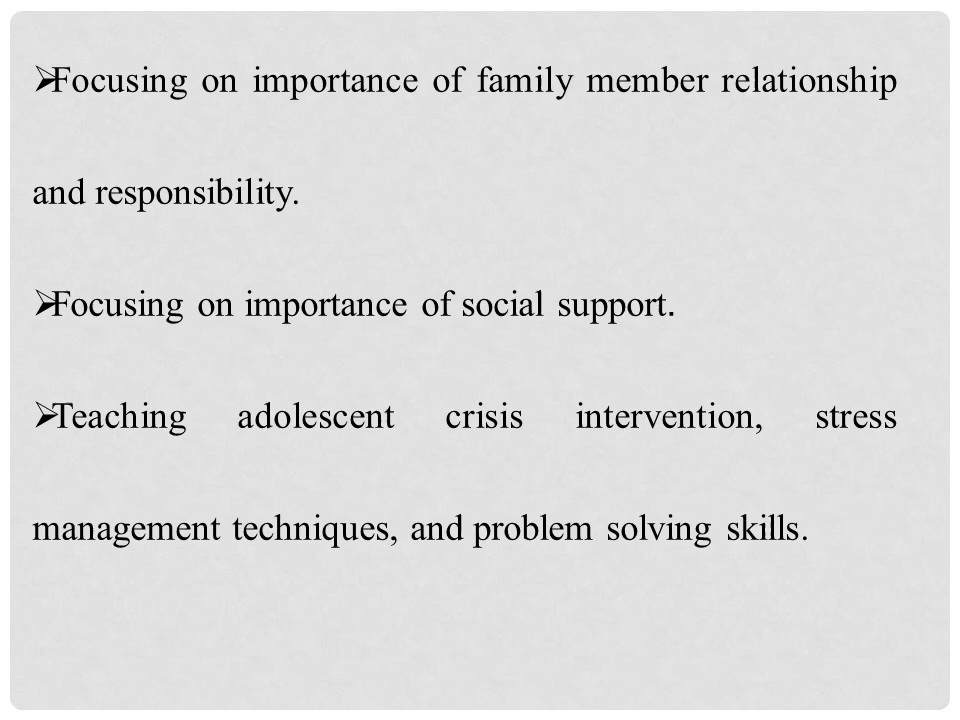 ➢Focusing on importance of family member relationship
and responsibility.
➢Focusing on importance of social support.
➢Teaching adolescent crisis intervention, stress
management techniques, and problem solving skills.